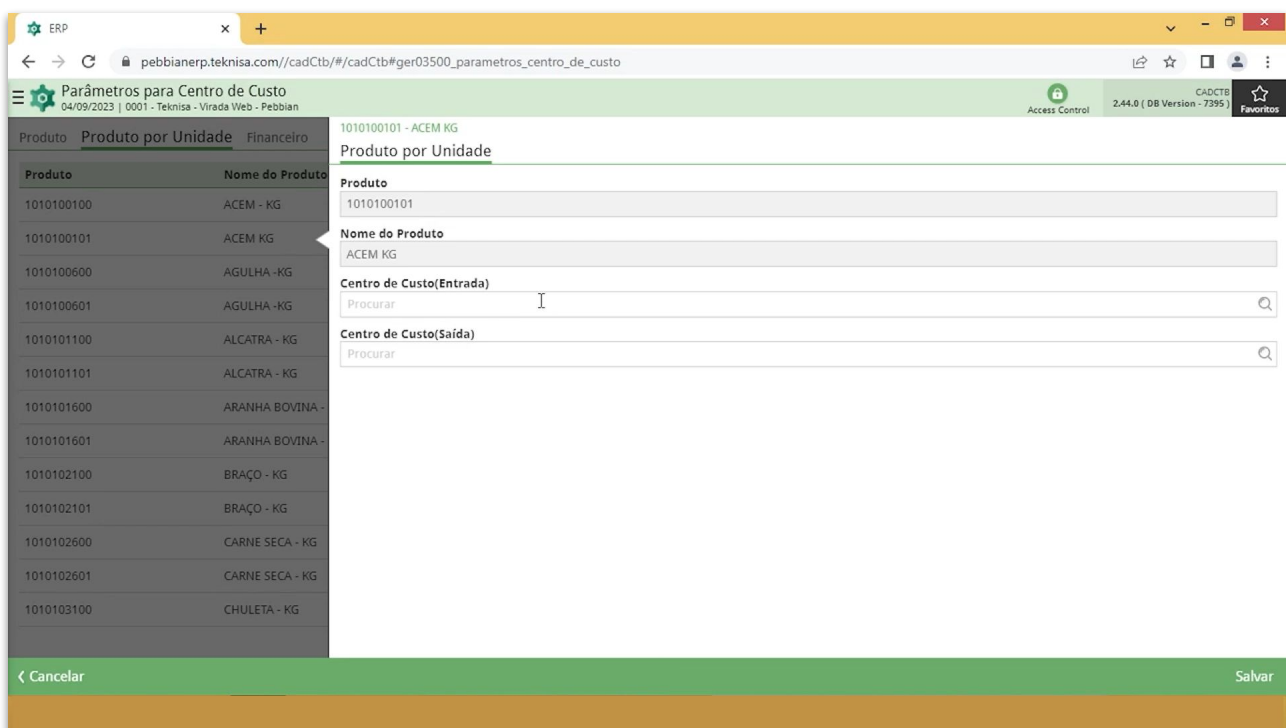 ERP
pebbianerp.teknisa.com//cadCtb/#/cadCtb#ger03500_parametros_centro_de_custo
Parâmetros para Centro de Custo
04/09/2023 | 0001 - Teknisa - Virada Web - Pebbian
Access Control
CADCTB
2.44.0 ( DB Version - 7395 )
Favoritos
Produto Produto por Unidade Financeiro
Produto Nome do Produto
1010100100 ACEM - KG
1010100101 ACEM KG
1010100600 AGULHA -KG
1010100601 AGULHA -KG
1010101100 ALCATRA - KG
1010101101 ALCATRA - KG
1010101600 ARANHA BOVINA -
1010101601 ARANHA BOVINA -
1010102100 BRAÇO - KG
1010102101 BRAÇO - KG
1010102600 CARNE SECA - KG
1010102601 CARNE SECA - KG
1010103100 CHULETA - KG
1010100101 - ACEM KG
Produto por Unidade
Produto
1010100101
Nome do Produto
ACEM KG
Centro de Custo(Entrada)
Procurar
Centro de Custo(Saída)
Procurar
Cancelar
Salvar